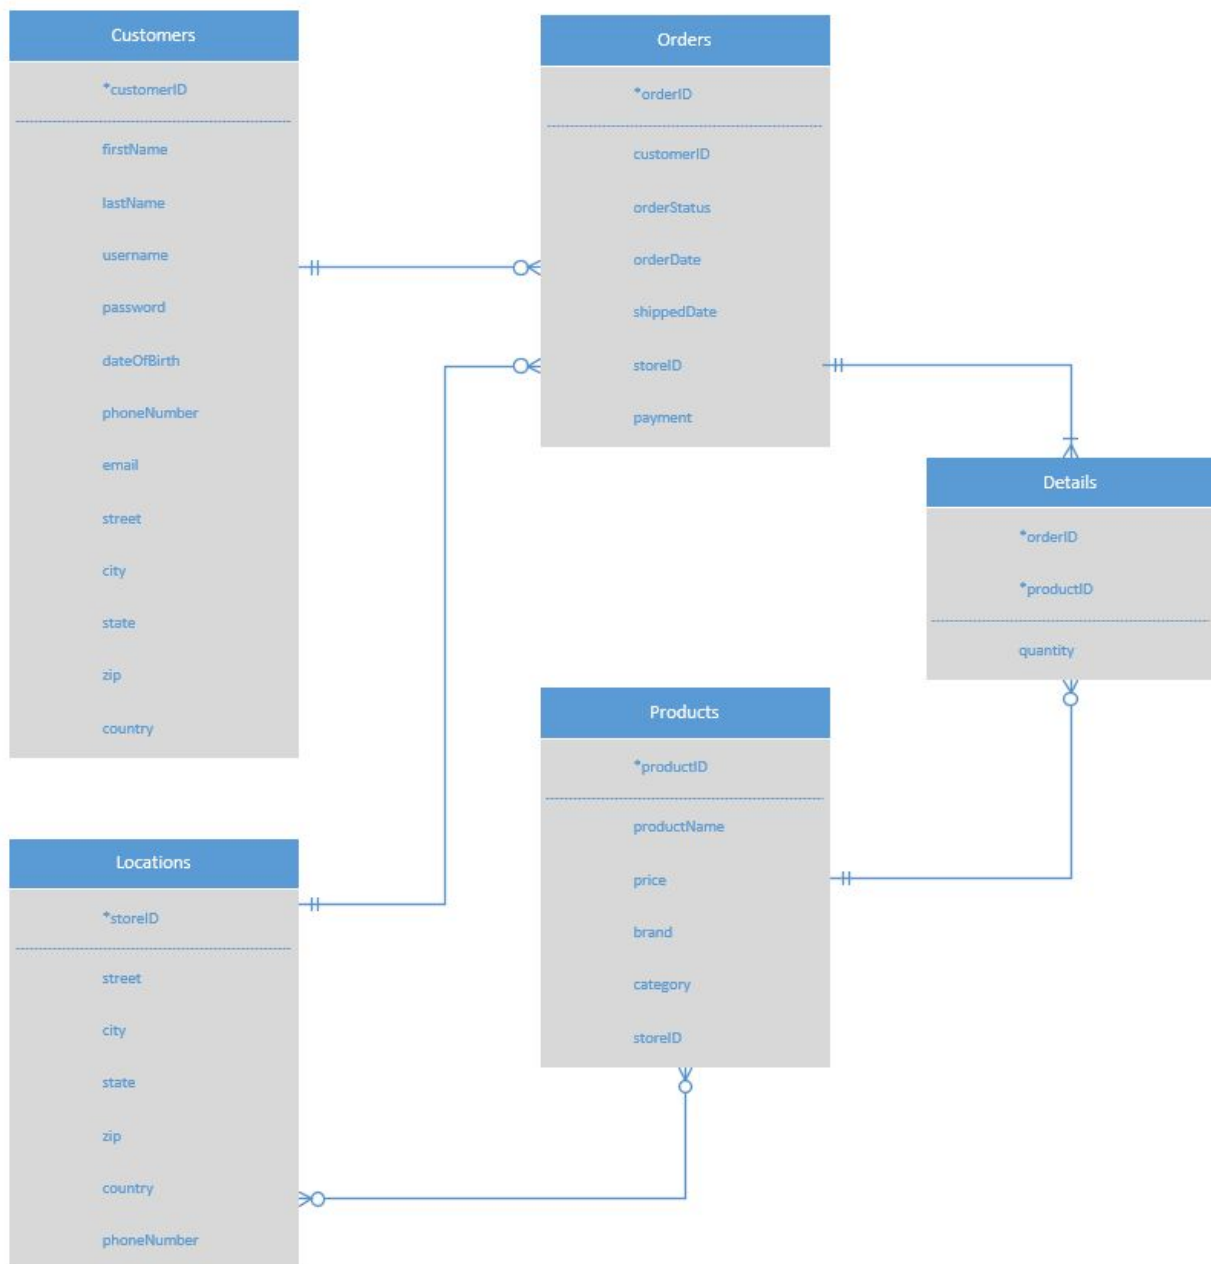 Customers
*customerID
firstName
lastName
username
password
dateOfBirth
phoneNumber
email
street
city
state
zip
country
Orders
*orderID
customerID
orderStatus
orderDate
shippedDate
storeID
payment
Details
*orderID
*productID
quantity
Products
*productID
productName
price
brand
category
storeID
Locations
*storeID
street
city
state
zip
country
phoneNumber